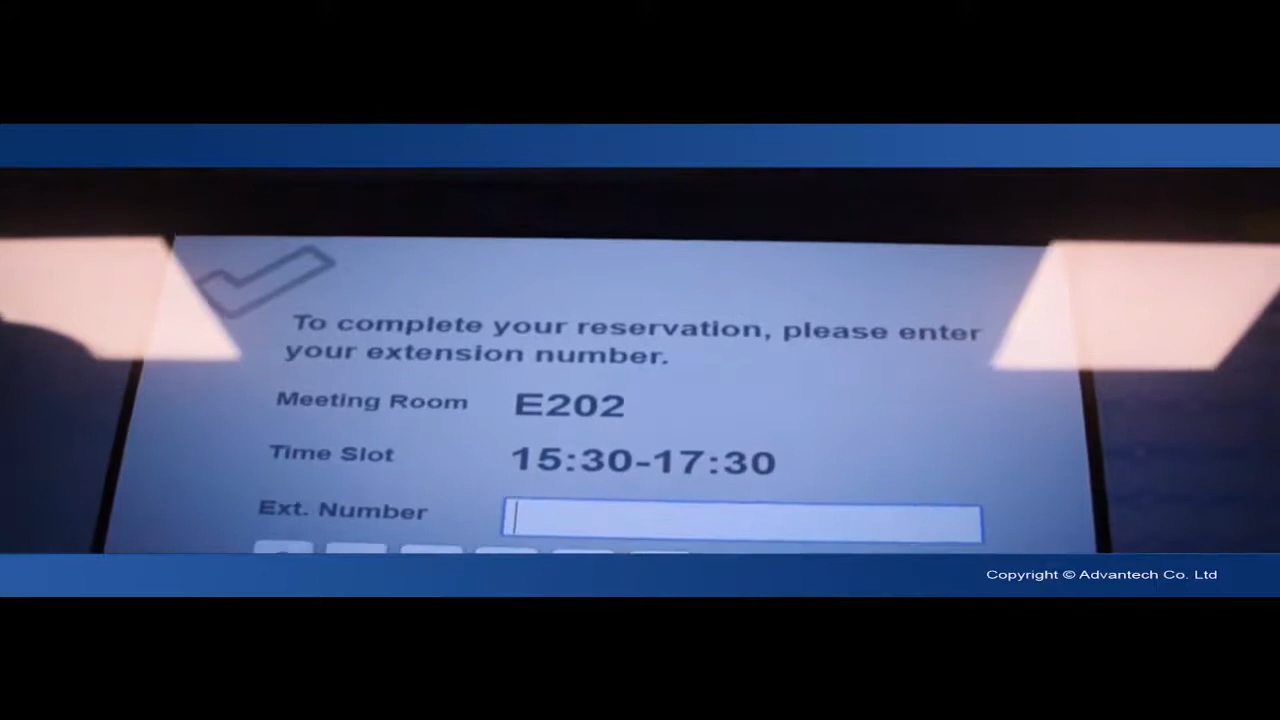 To complete your reservation, please enter
your extension number.
Meeting Room E202
Time Slot 15:30-17:30
Ext. Number
Copyright © Advantech Co. Ltd